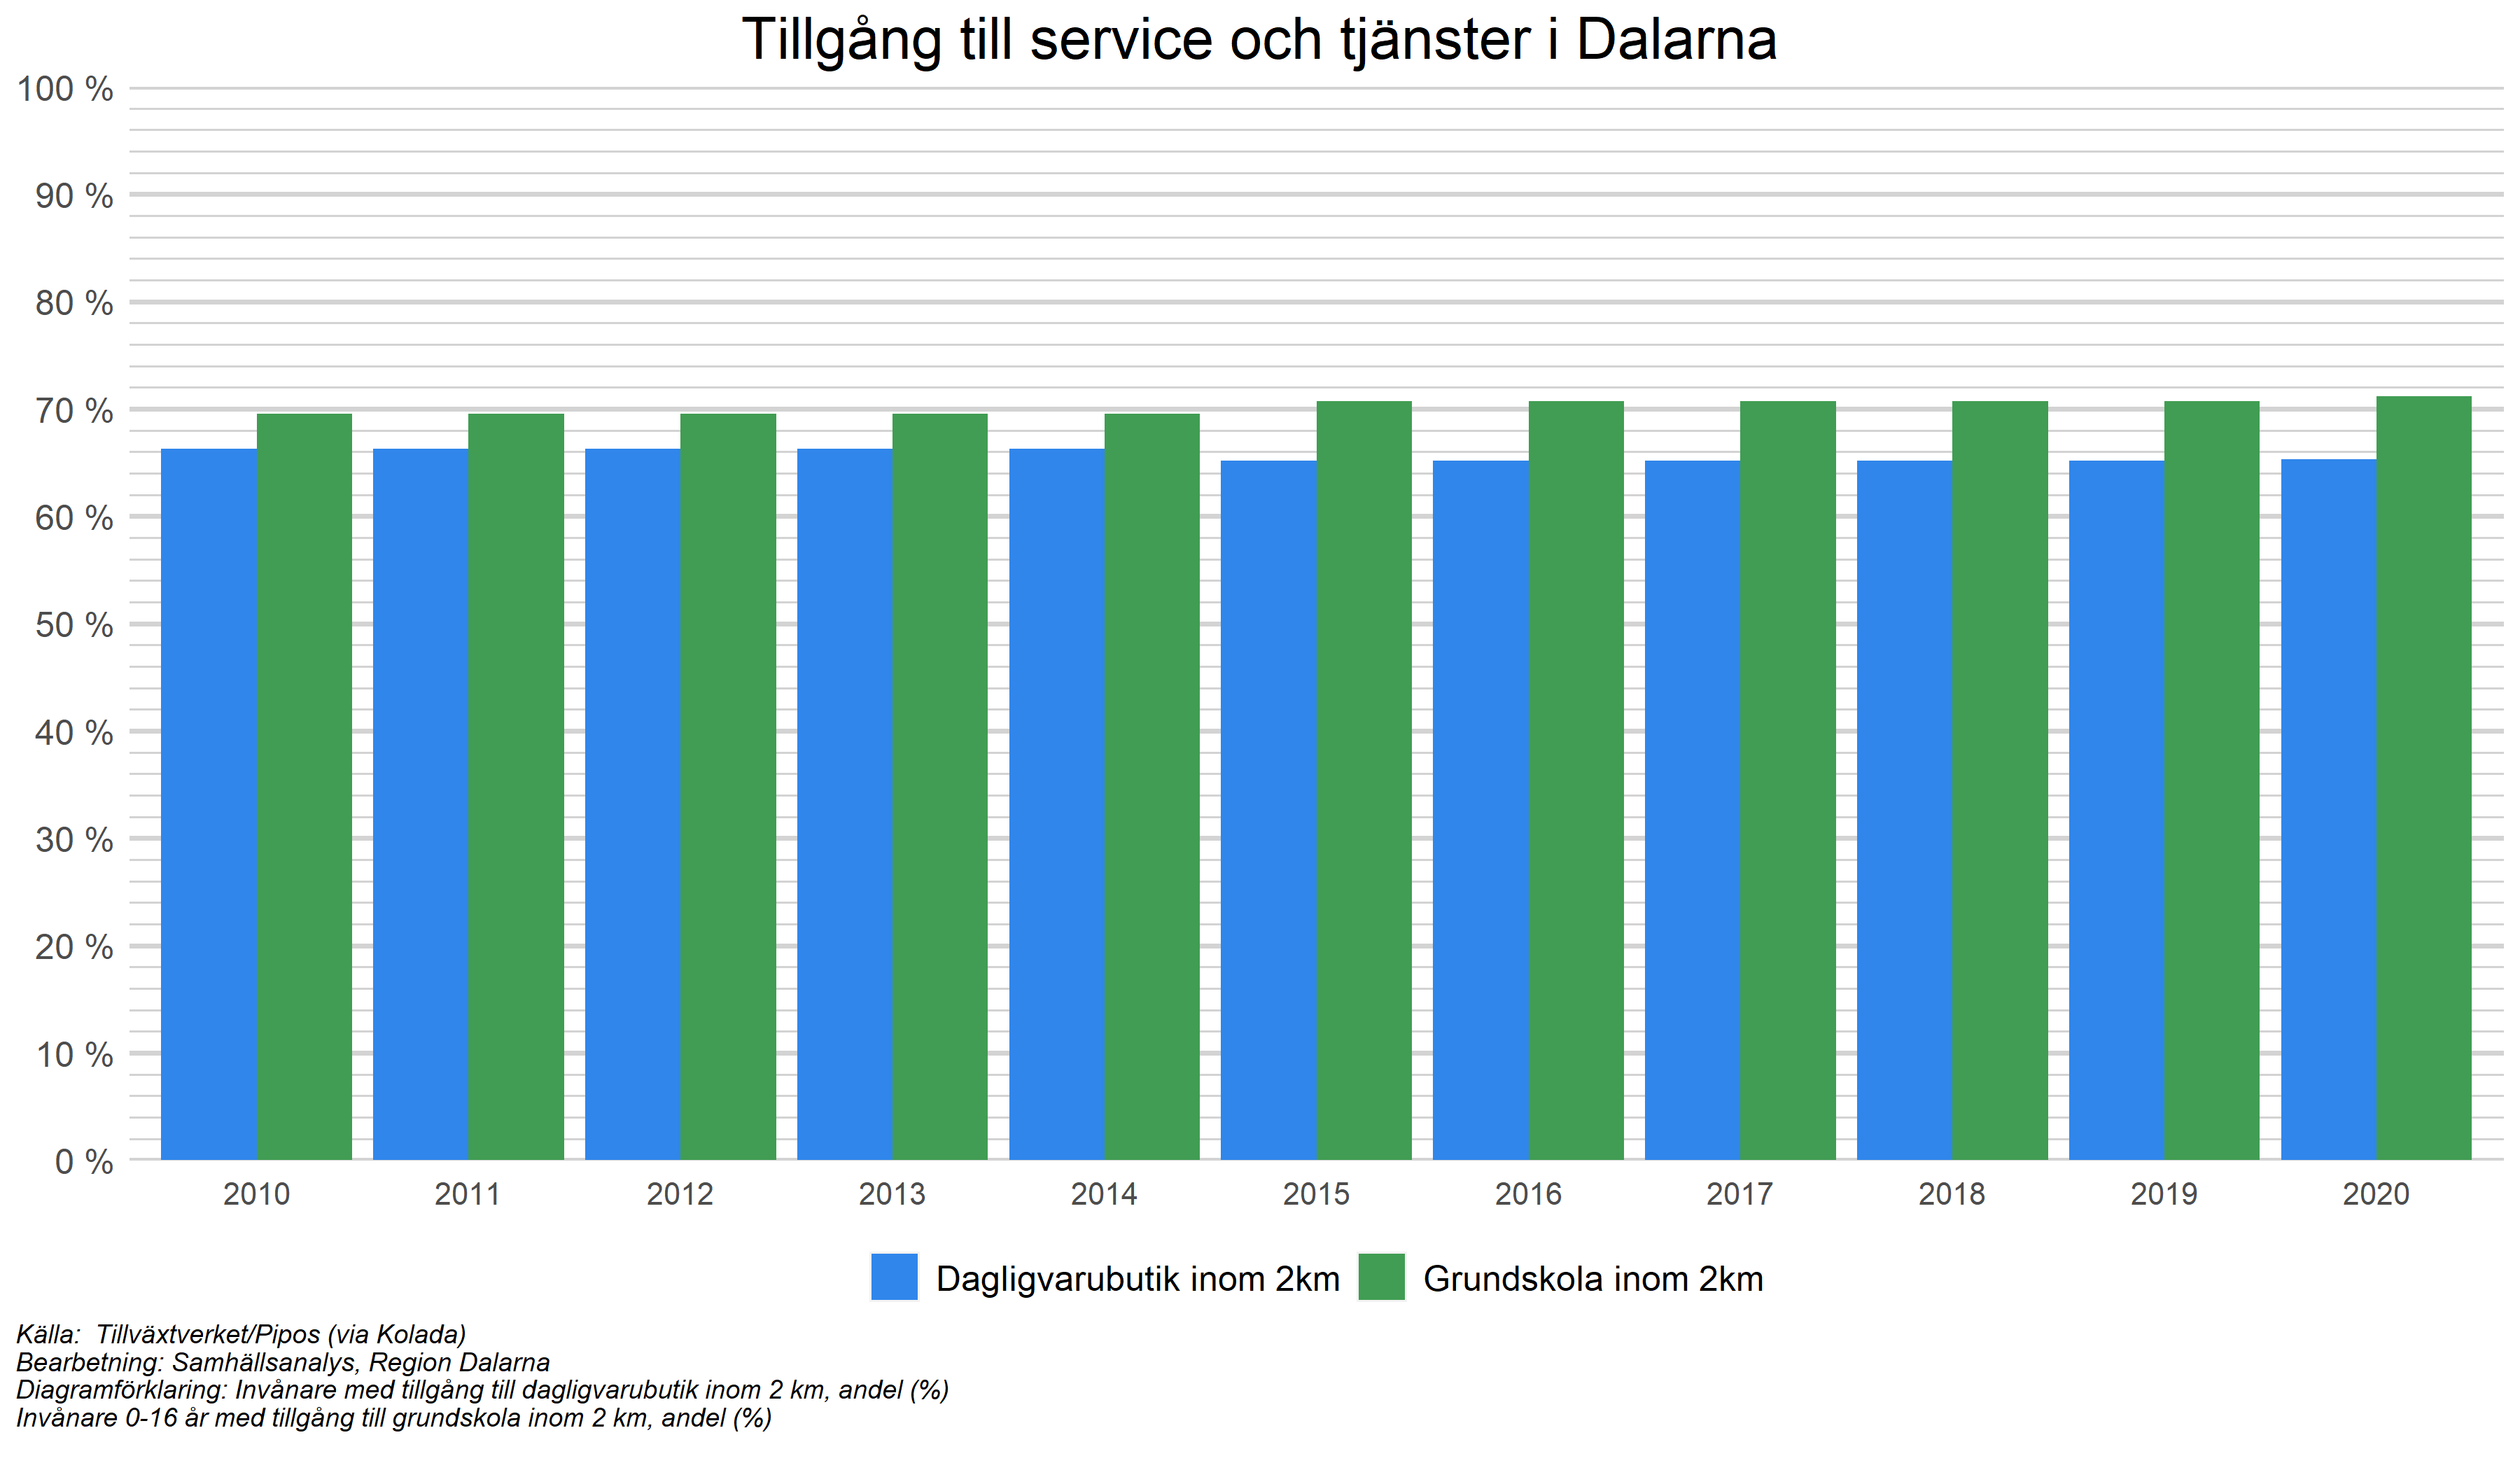 Tillgång till service och tjänster i Dalarna
100 %
90 %
80 %
70 %
60 %
50 %
40 %
30 %
20 %
10 %
0 %
2010 2011 2012 2013 2014 2015 2016 2017 2018 2019 2020
Dagligvarubutik inom 2km Grundskola inom 2km
Källa:  Tillväxtverket/Pipos (via Kolada)
Bearbetning: Samhällsanalys, Region Dalarna
Diagramförklaring: Invånare med tillgång till dagligvarubutik inom 2 km, andel (%)
Invånare 0-16 år med tillgång till grundskola inom 2 km, andel (%)